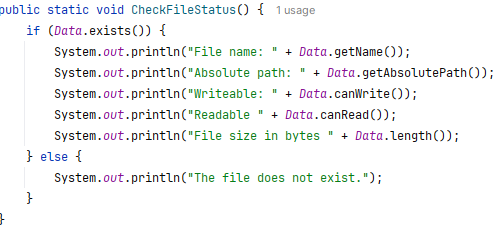 public static void CheckFileStatus() { 1 usage
if (Data.exists()) {
System.out.println("File name: " + Data.getName());
System.out.println("Absolute path: " + Data.getAbsolutePath());
System.out.println("Writeable: " + Data.canWrite());
System.out.println("Readable " + Data.canRead());
System.out.println("File size in bytes " + Data.length());
} else {
System.out.println("The file does not exist.");
}
}